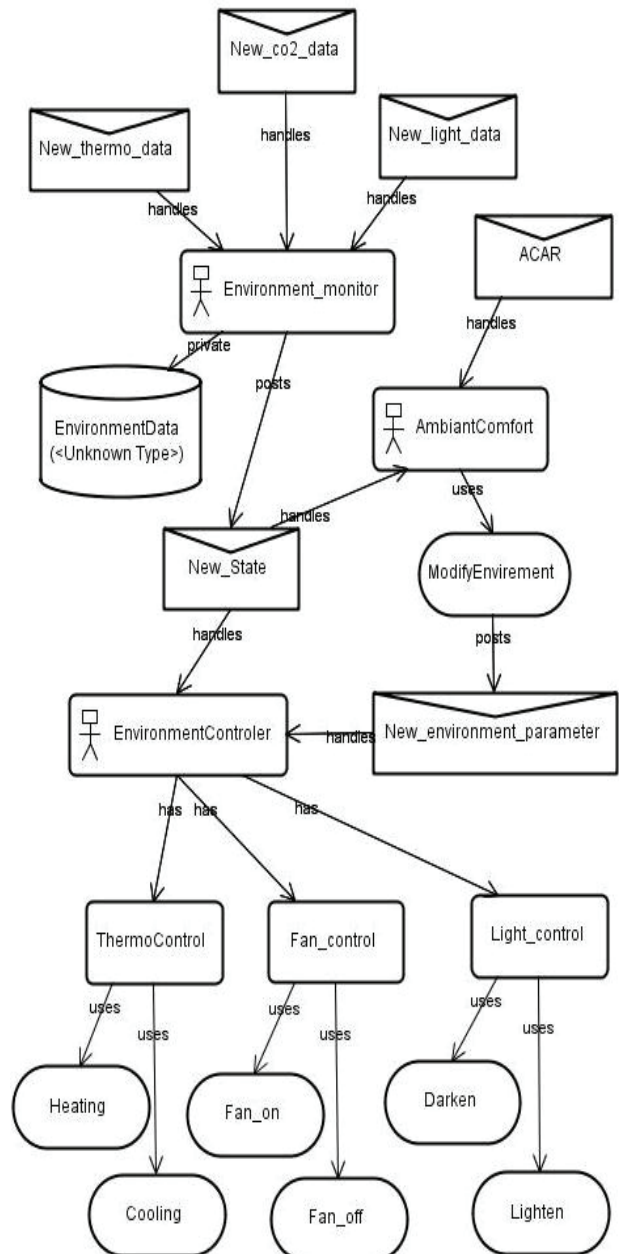 New_co2_data
New_thermo_data
New_light_data
handles
handles
handles
ACAR
Environment_monitor
handles
private
posts
EnvironmentData
(<Unknown Type>)
AmbiantComfort
uses
handles
New_State
ModifyEnvirement
handles
posts
EnvironmentControler
handles
New_environment_parameter
has
has
has
ThermoControl
Fan_control
Light_control
uses
uses
uses
uses
uses
uses
Heating
Fan_on
Darken
Cooling
Fan_off
Lighten